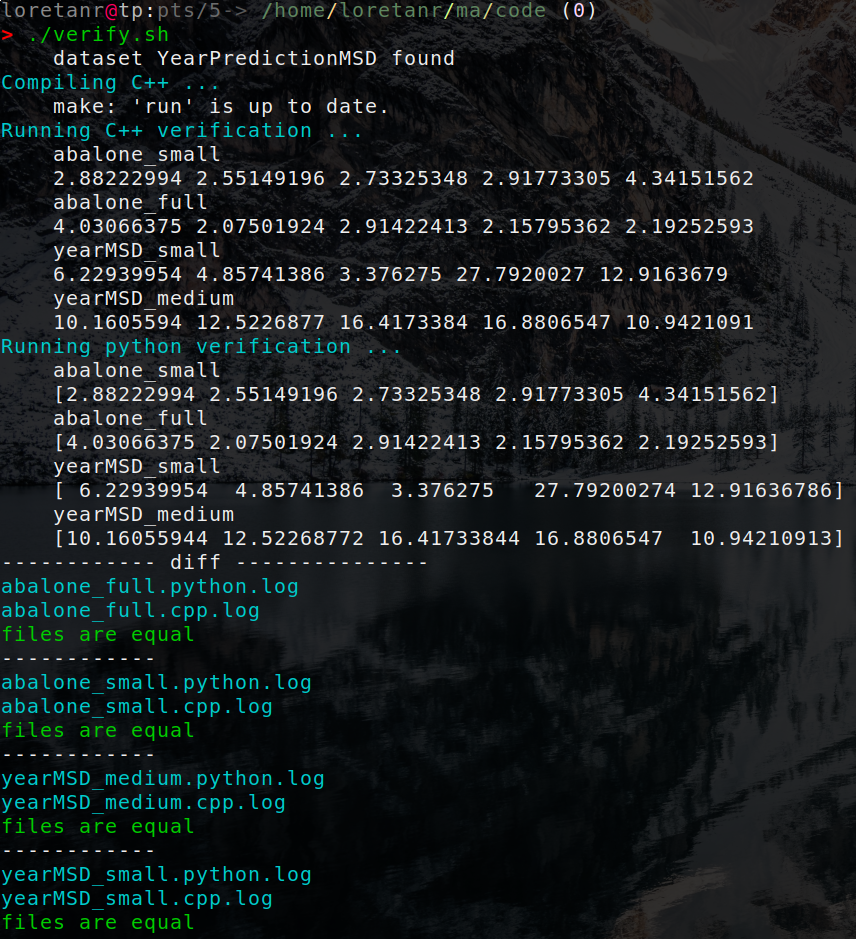 loretanr@tp:pts/5-> /home/loretanr/ma/code (0)
> ./verify.sh
    dataset YearPredictionMSD found
Compiling C++ ...
    make: 'run' is up to date.
Running C++ verification ...
    abalone_small
    2.88222994 2.55149196 2.73325348 2.91773305 4.34151562
    abalone_full
    4.03066375 2.07501924 2.91422413 2.15795362 2.19252593
    yearMSD_small
    6.22939954 4.85741386 3.376275 27.7920027 12.9163679
    yearMSD_medium
    10.1605594 12.5226877 16.4173384 16.8806547 10.9421091
Running python verification ...
    abalone_small
    [2.88222994 2.55149196 2.73325348 2.91773305 4.34151562]
    abalone_full
    [4.03066375 2.07501924 2.91422413 2.15795362 2.19252593]
    yearMSD_small
    [ 6.22939954  4.85741386  3.376275   27.79200274 12.91636786]
    yearMSD_medium
    [10.16055944 12.52268772 16.41733844 16.8806547  10.94210913]
------------ diff ---------------
abalone_full.python.log
abalone_full.cpp.log
files are equal
------------
abalone_small.python.log
abalone_small.cpp.log
files are equal
------------
yearMSD_medium.python.log
yearMSD_medium.cpp.log
files are equal
------------
yearMSD_small.python.log
yearMSD_small.cpp.log
files are equal